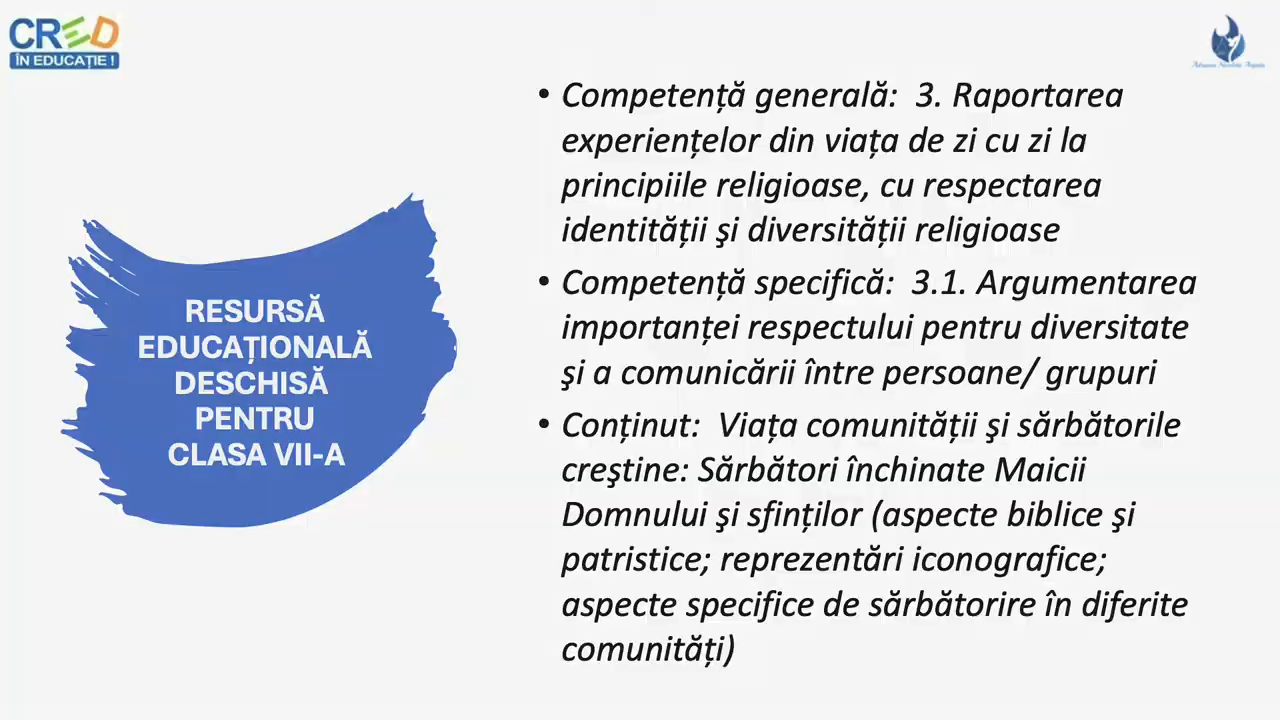 CRED
ÎN EDUCAȚIE !
RESURSĂ
EDUCAȚIONALĂ
DESCHISĂ
PENTRU
CLASA VII-A
• Competență generală: 3. Raportarea
experiențelor din viața de zi cu zi la
principiile religioase, cu respectarea
identității şi diversității religioase
• Competență specifică: 3.1. Argumentarea
importanței respectului pentru diversitate
şi a comunicării între persoane/ grupuri
• Conținut: Viața comunității şi sărbătorile
creştine: Sărbători închinate Maicii
Domnului şi sfinților (aspecte biblice şi
patristice; reprezentări iconografice;
aspecte specifice de sărbătorire în diferite
comunități)